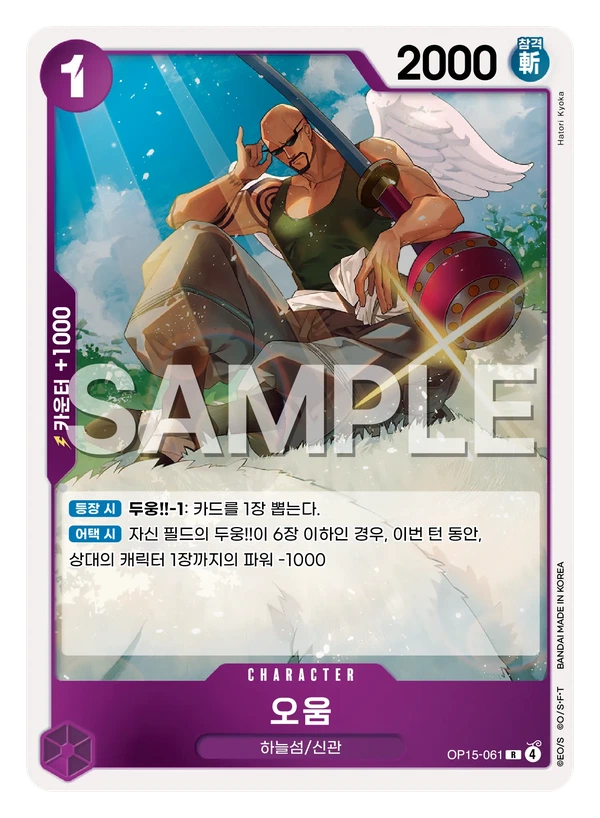 1
2000
참격
斬
Hatori Kyoka
카운터 +1000
SAMPLE
등장 시 두웅!!-1: 카드를 1장 뽑는다.
어택 시 자신 필드의 두웅!!이 6장 이하인 경우, 이번 턴 동안,
상대의 캐릭터 1장까지의 파워 -1000
CHARACTER
오움
하늘섬/신관
OP15-061 R 4
©EO/S ©O/S·F·T BANDAI MADE IN KOREA